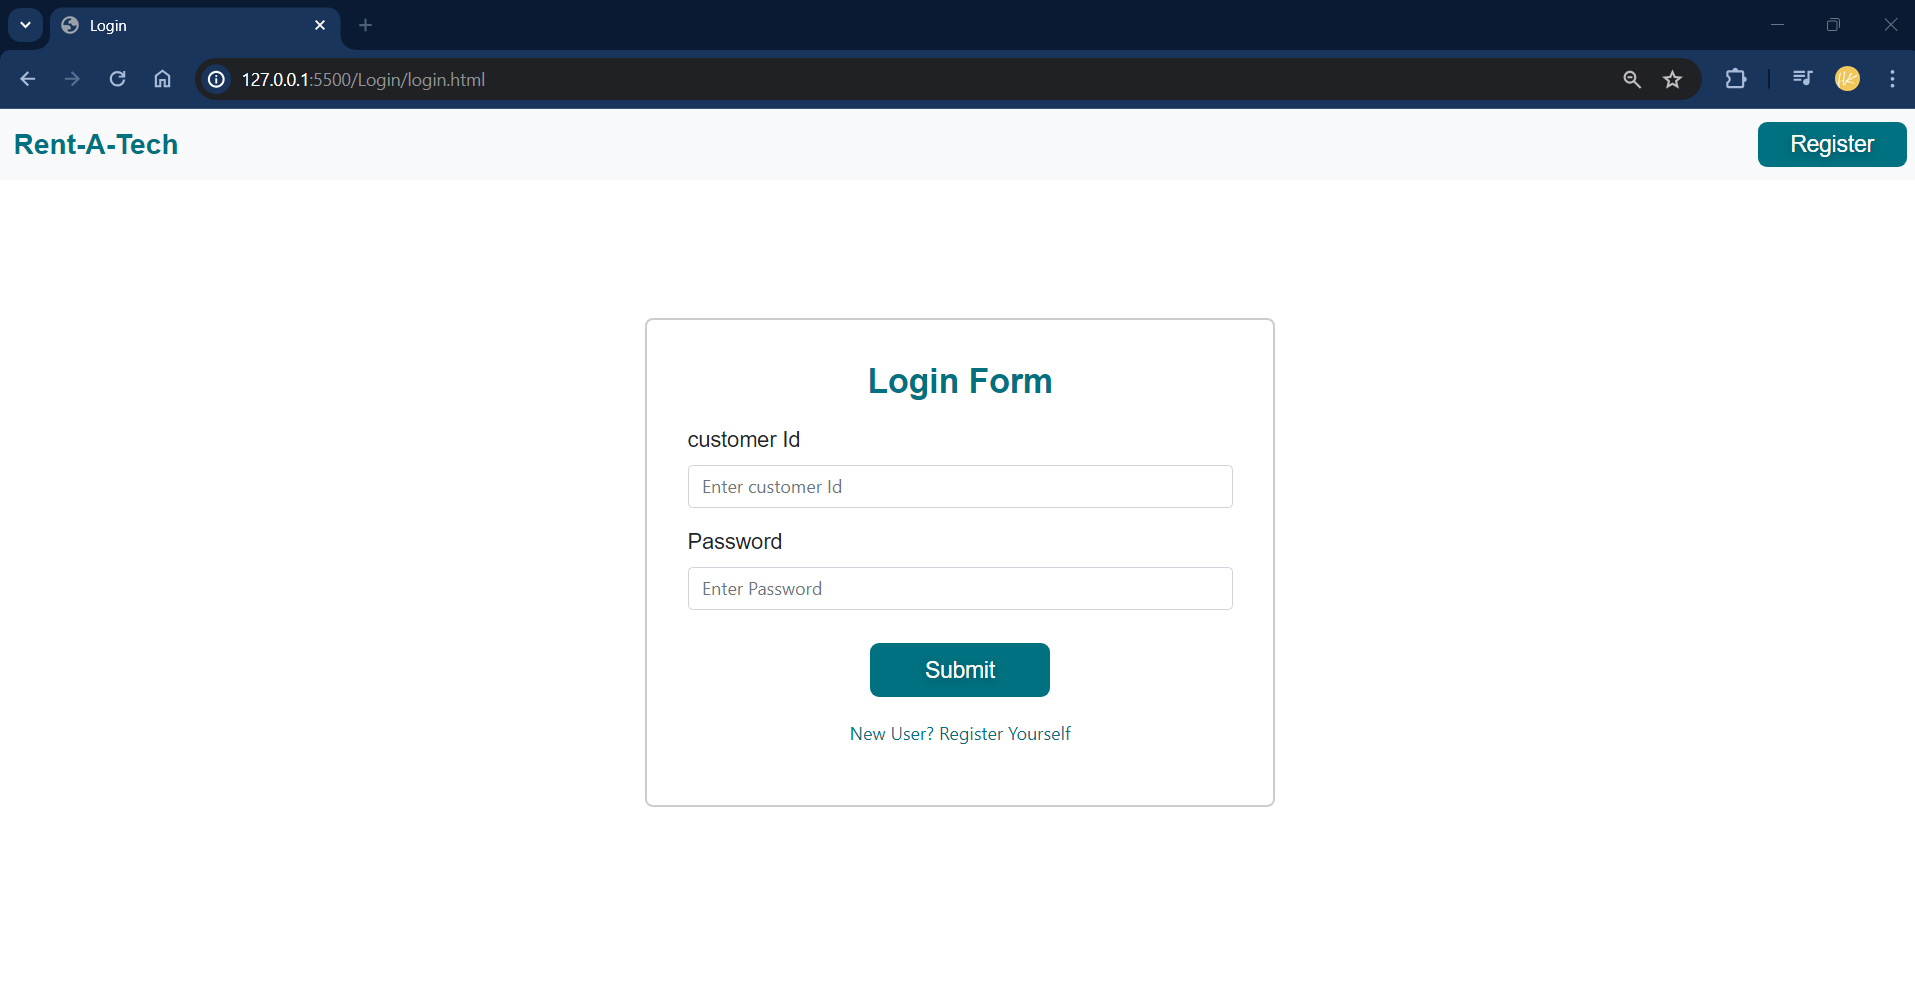 Login
127.0.0.1:5500/Login/login.html
Rent-A-Tech
Register
Login Form
customer Id
Enter customer Id
Password
Enter Password
Submit
New User? Register Yourself